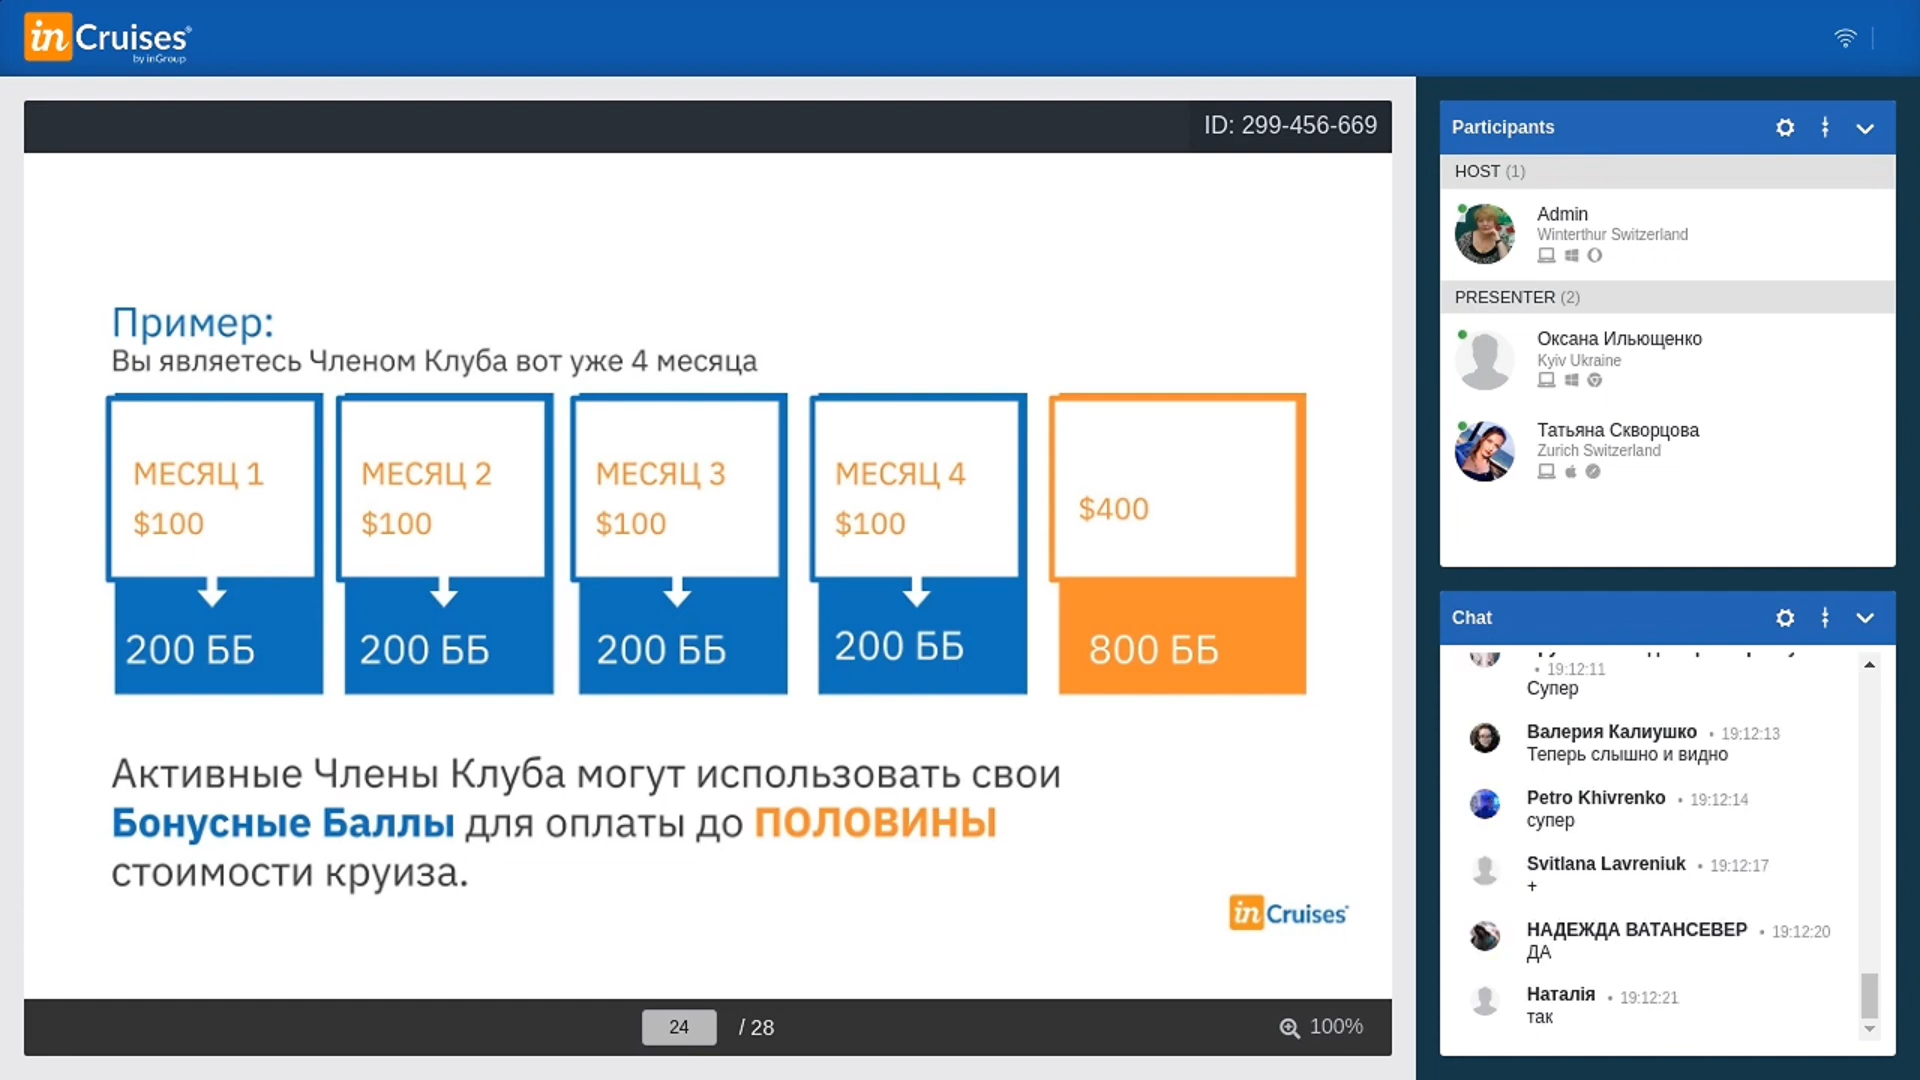 inCruises®
by inGroup
ID: 299-456-669
Пример:
Вы являетесь Членом Клуба вот уже 4 месяца
МЕСЯЦ 1
$100
200 ББ
МЕСЯЦ 2
$100
200 ББ
МЕСЯЦ 3
$100
200 ББ
МЕСЯЦ 4
$100
200 ББ
$400
800 ББ
Активные Члены Клуба могут использовать свои
Бонусные Баллы для оплаты до ПОЛОВИНЫ
стоимости круиза.
inCruises
24 / 28
100%
Participants
HOST (1)
Admin
Winterthur Switzerland
PRESENTER (2)
Оксана Ильющенко
Kyiv Ukraine
Татьяна Скворцова
Zurich Switzerland
Chat
• 19:12:11
Супер
Валерия Калиушко • 19:12:13
Теперь слышно и видно
Petro Khivrenko • 19:12:14
супер
Svitlana Lavreniuk • 19:12:17
+
НАДЕЖДА ВАТАНСЕВЕР • 19:12:20
ДА
Наталія • 19:12:21
так